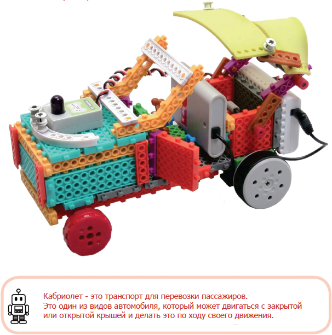 Кабриолет - это транспорт для перевозки пассажиров.
Это один из видов автомобиля, который может двигаться с закрытой
или открытой крышей и делать это по ходу своего движения.